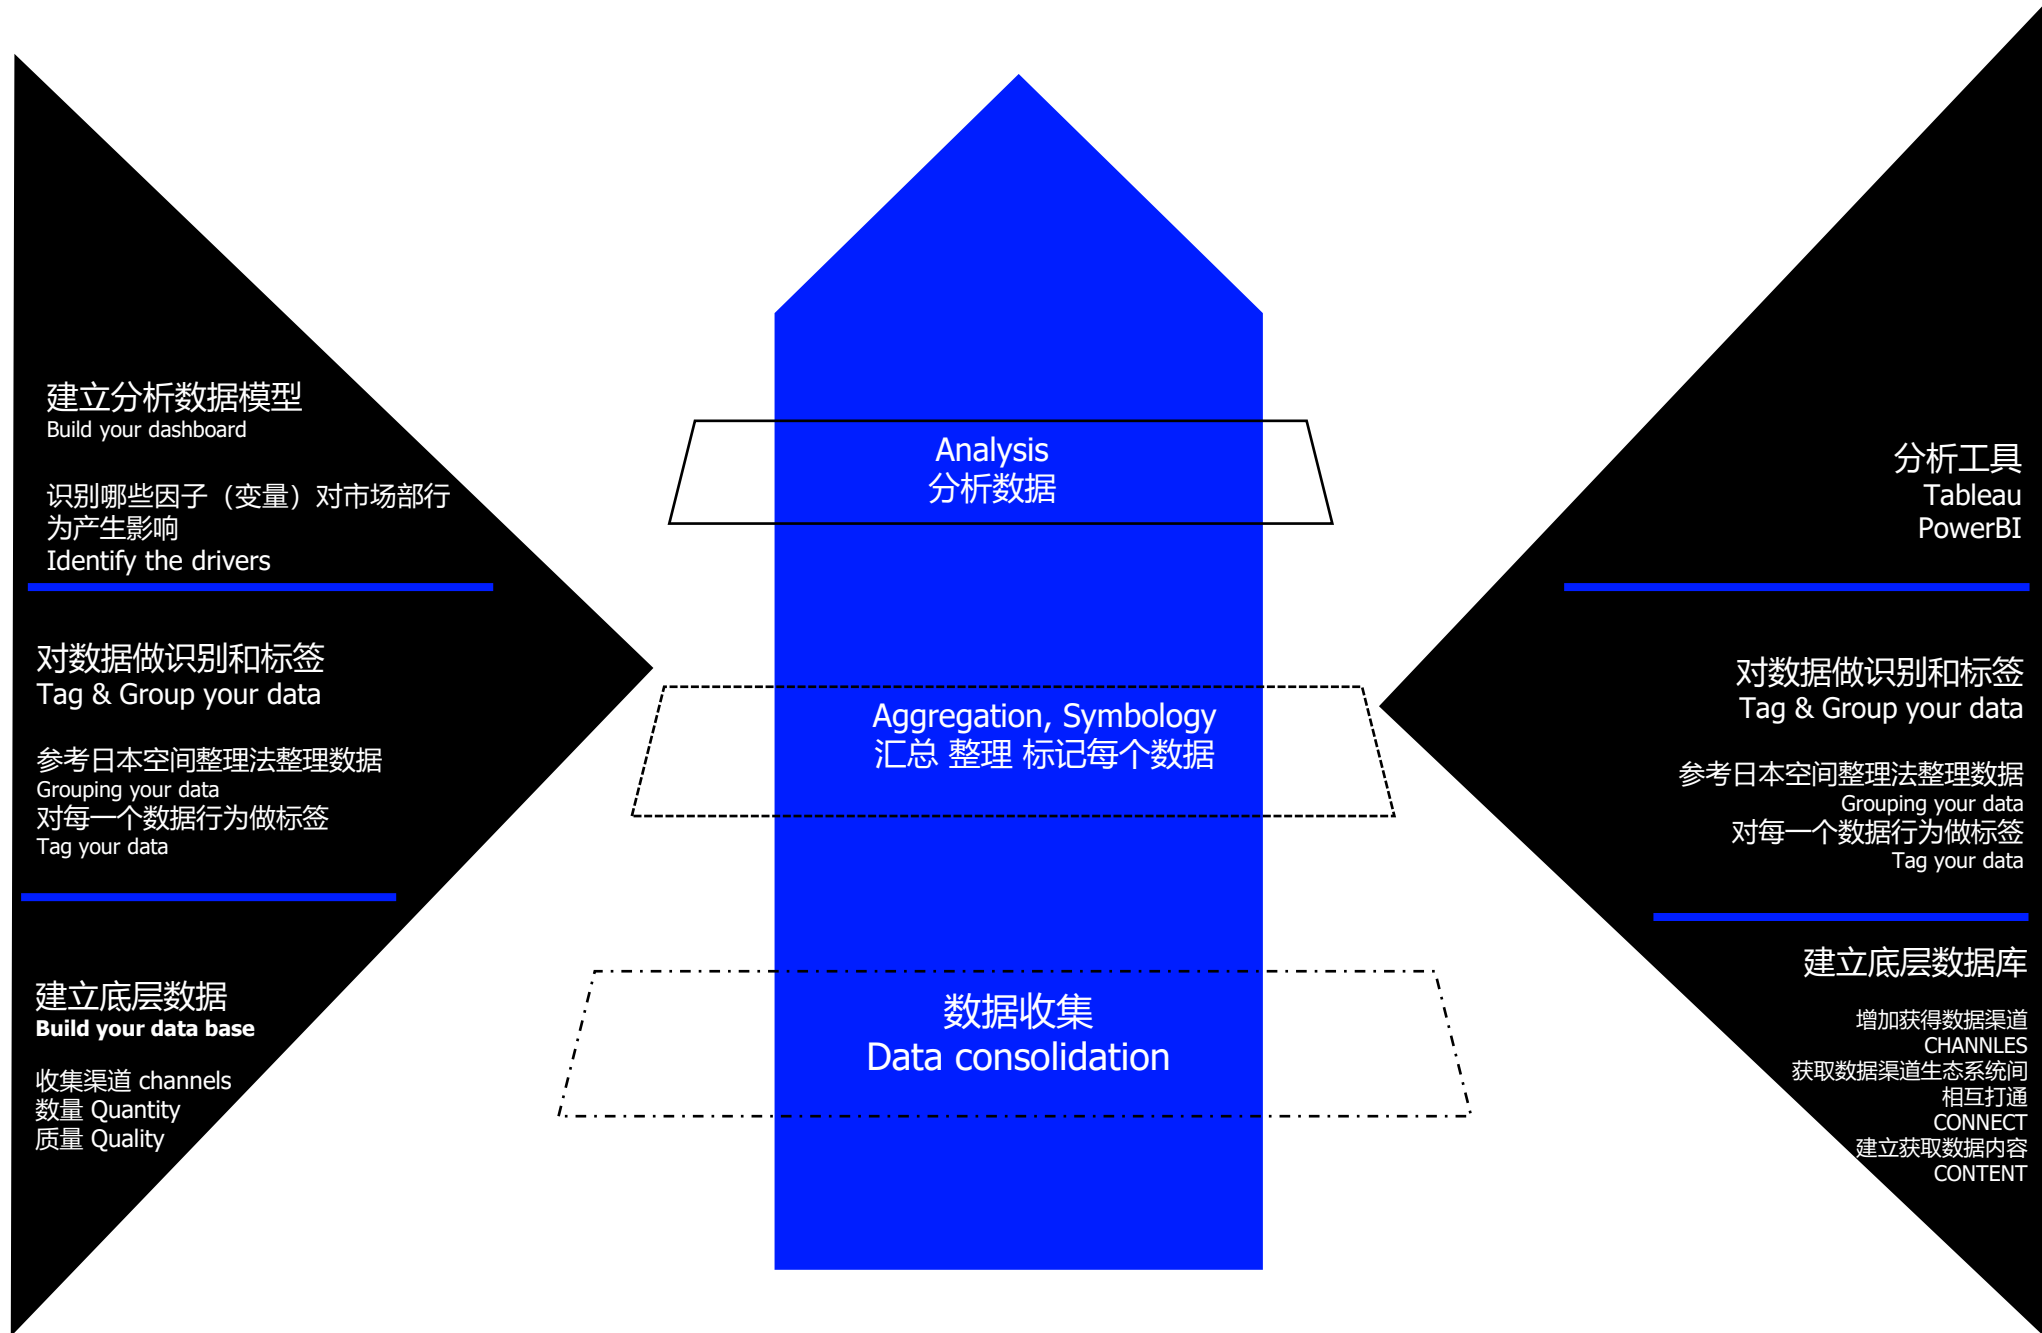 建立分析数据模型
Build your dashboard
识别哪些因子（变量）对市场部行
为产生影响
Identify the drivers
对数据做识别和标签
Tag & Group your data
参考日本空间整理法整理数据
Grouping your data
对每一个数据行为做标签
Tag your data
建立底层数据
Build your data base
收集渠道 channels
数量 Quantity
质量 Quality
Analysis
分析数据
Aggregation, Symbology
汇总 整理 标记每个数据
数据收集
Data consolidation
分析工具
Tableau
PowerBI
对数据做识别和标签
Tag & Group your data
参考日本空间整理法整理数据
Grouping your data
对每一个数据行为做标签
Tag your data
建立底层数据库
增加获得数据渠道
CHANNLES
获取数据渠道生态系统间
相互打通
CONNECT
建立获取数据内容
CONTENT